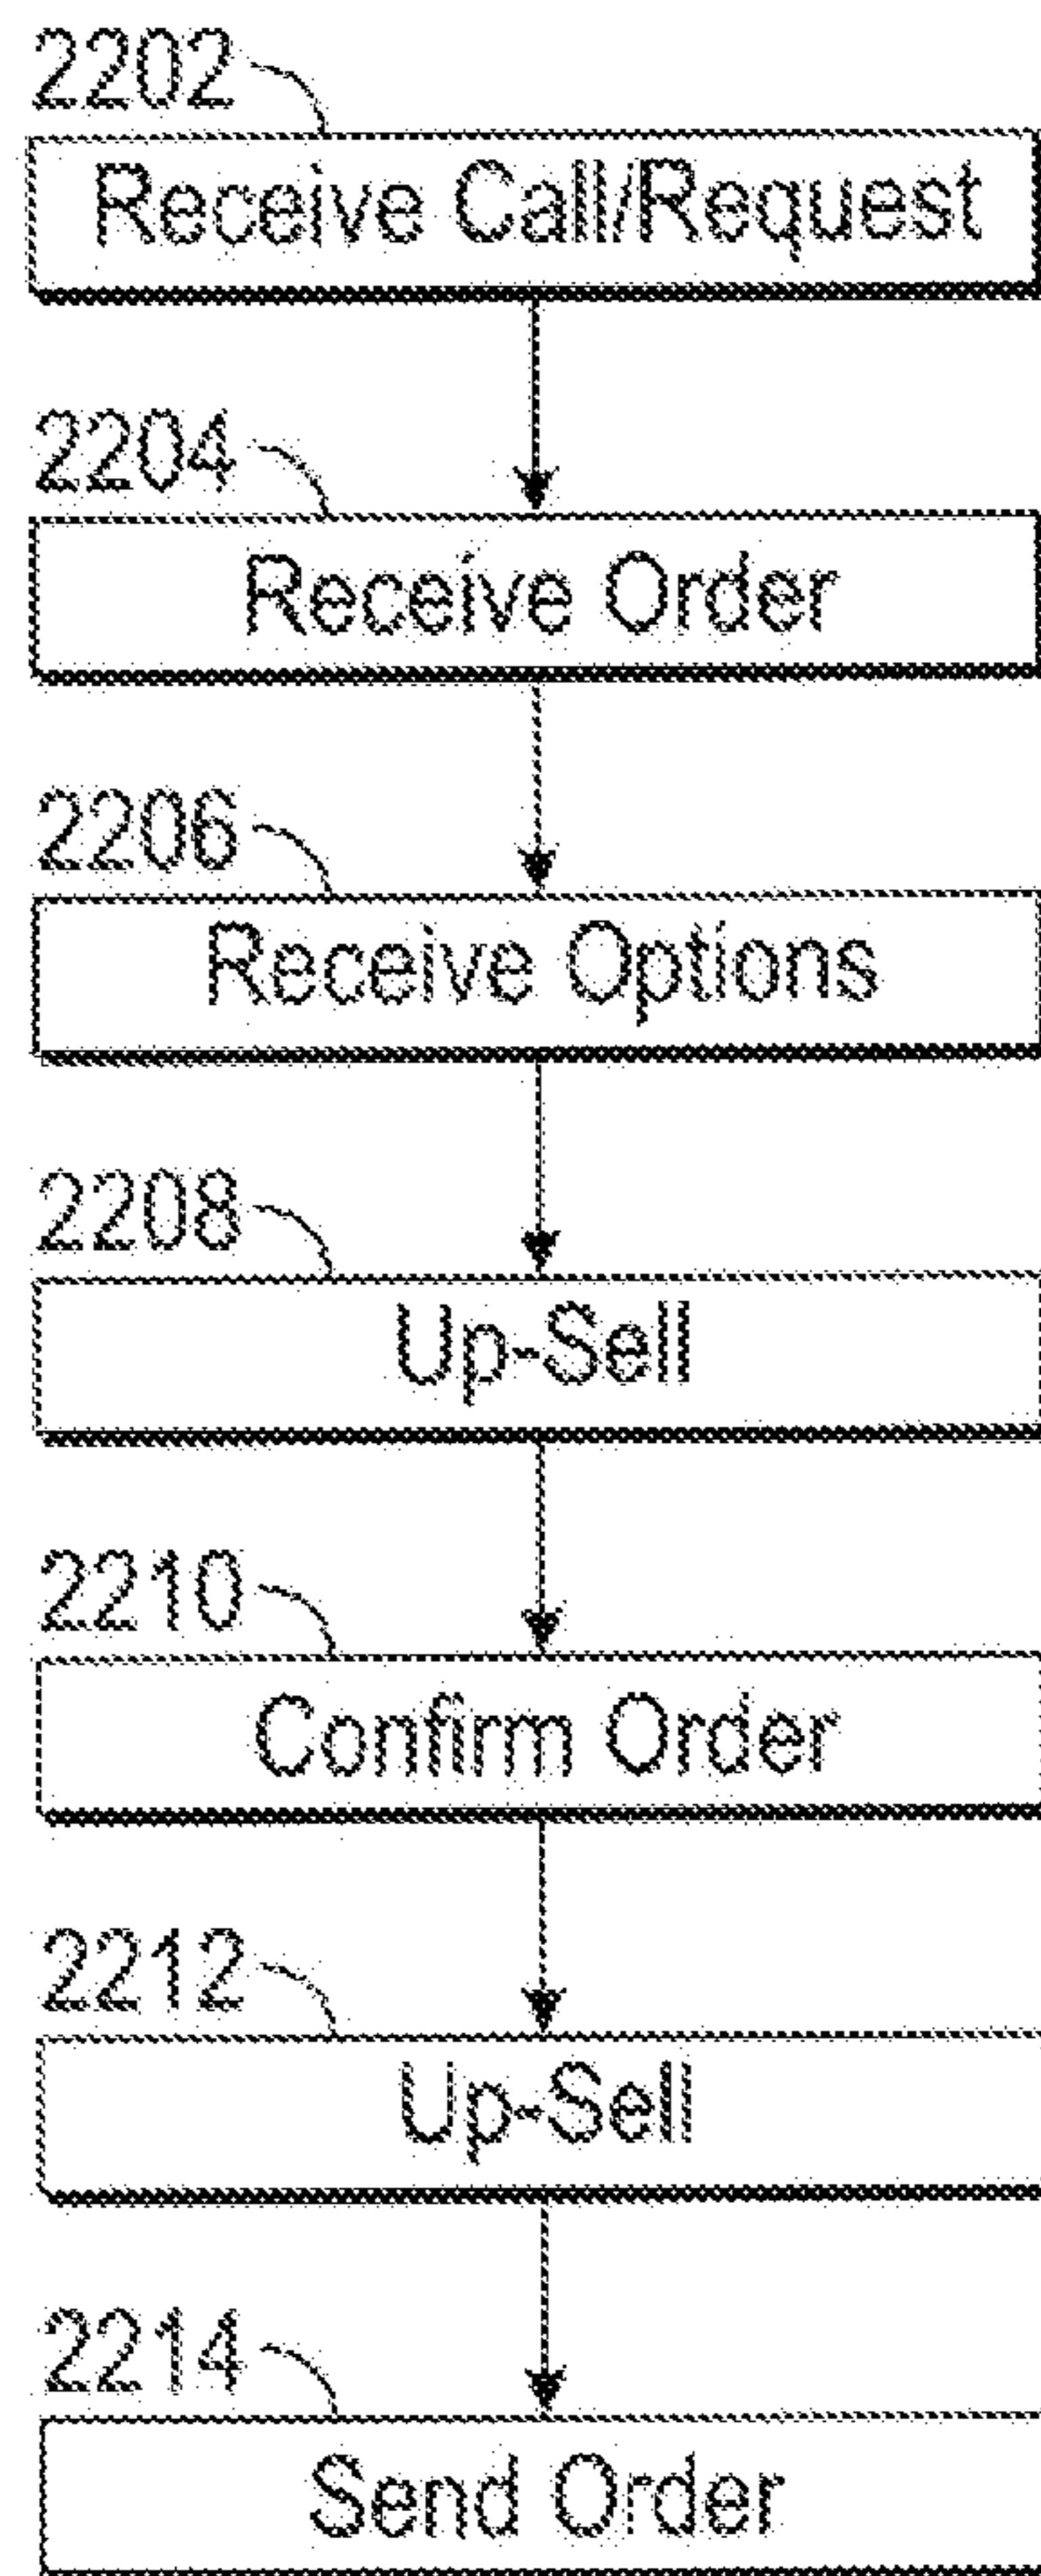 2202
Receive Call/Request
2204
Receive Order
2206
Receive Options
2208
Up-Sell
2210
Confirm Order
2212
Up-Sell
2214
Send Order